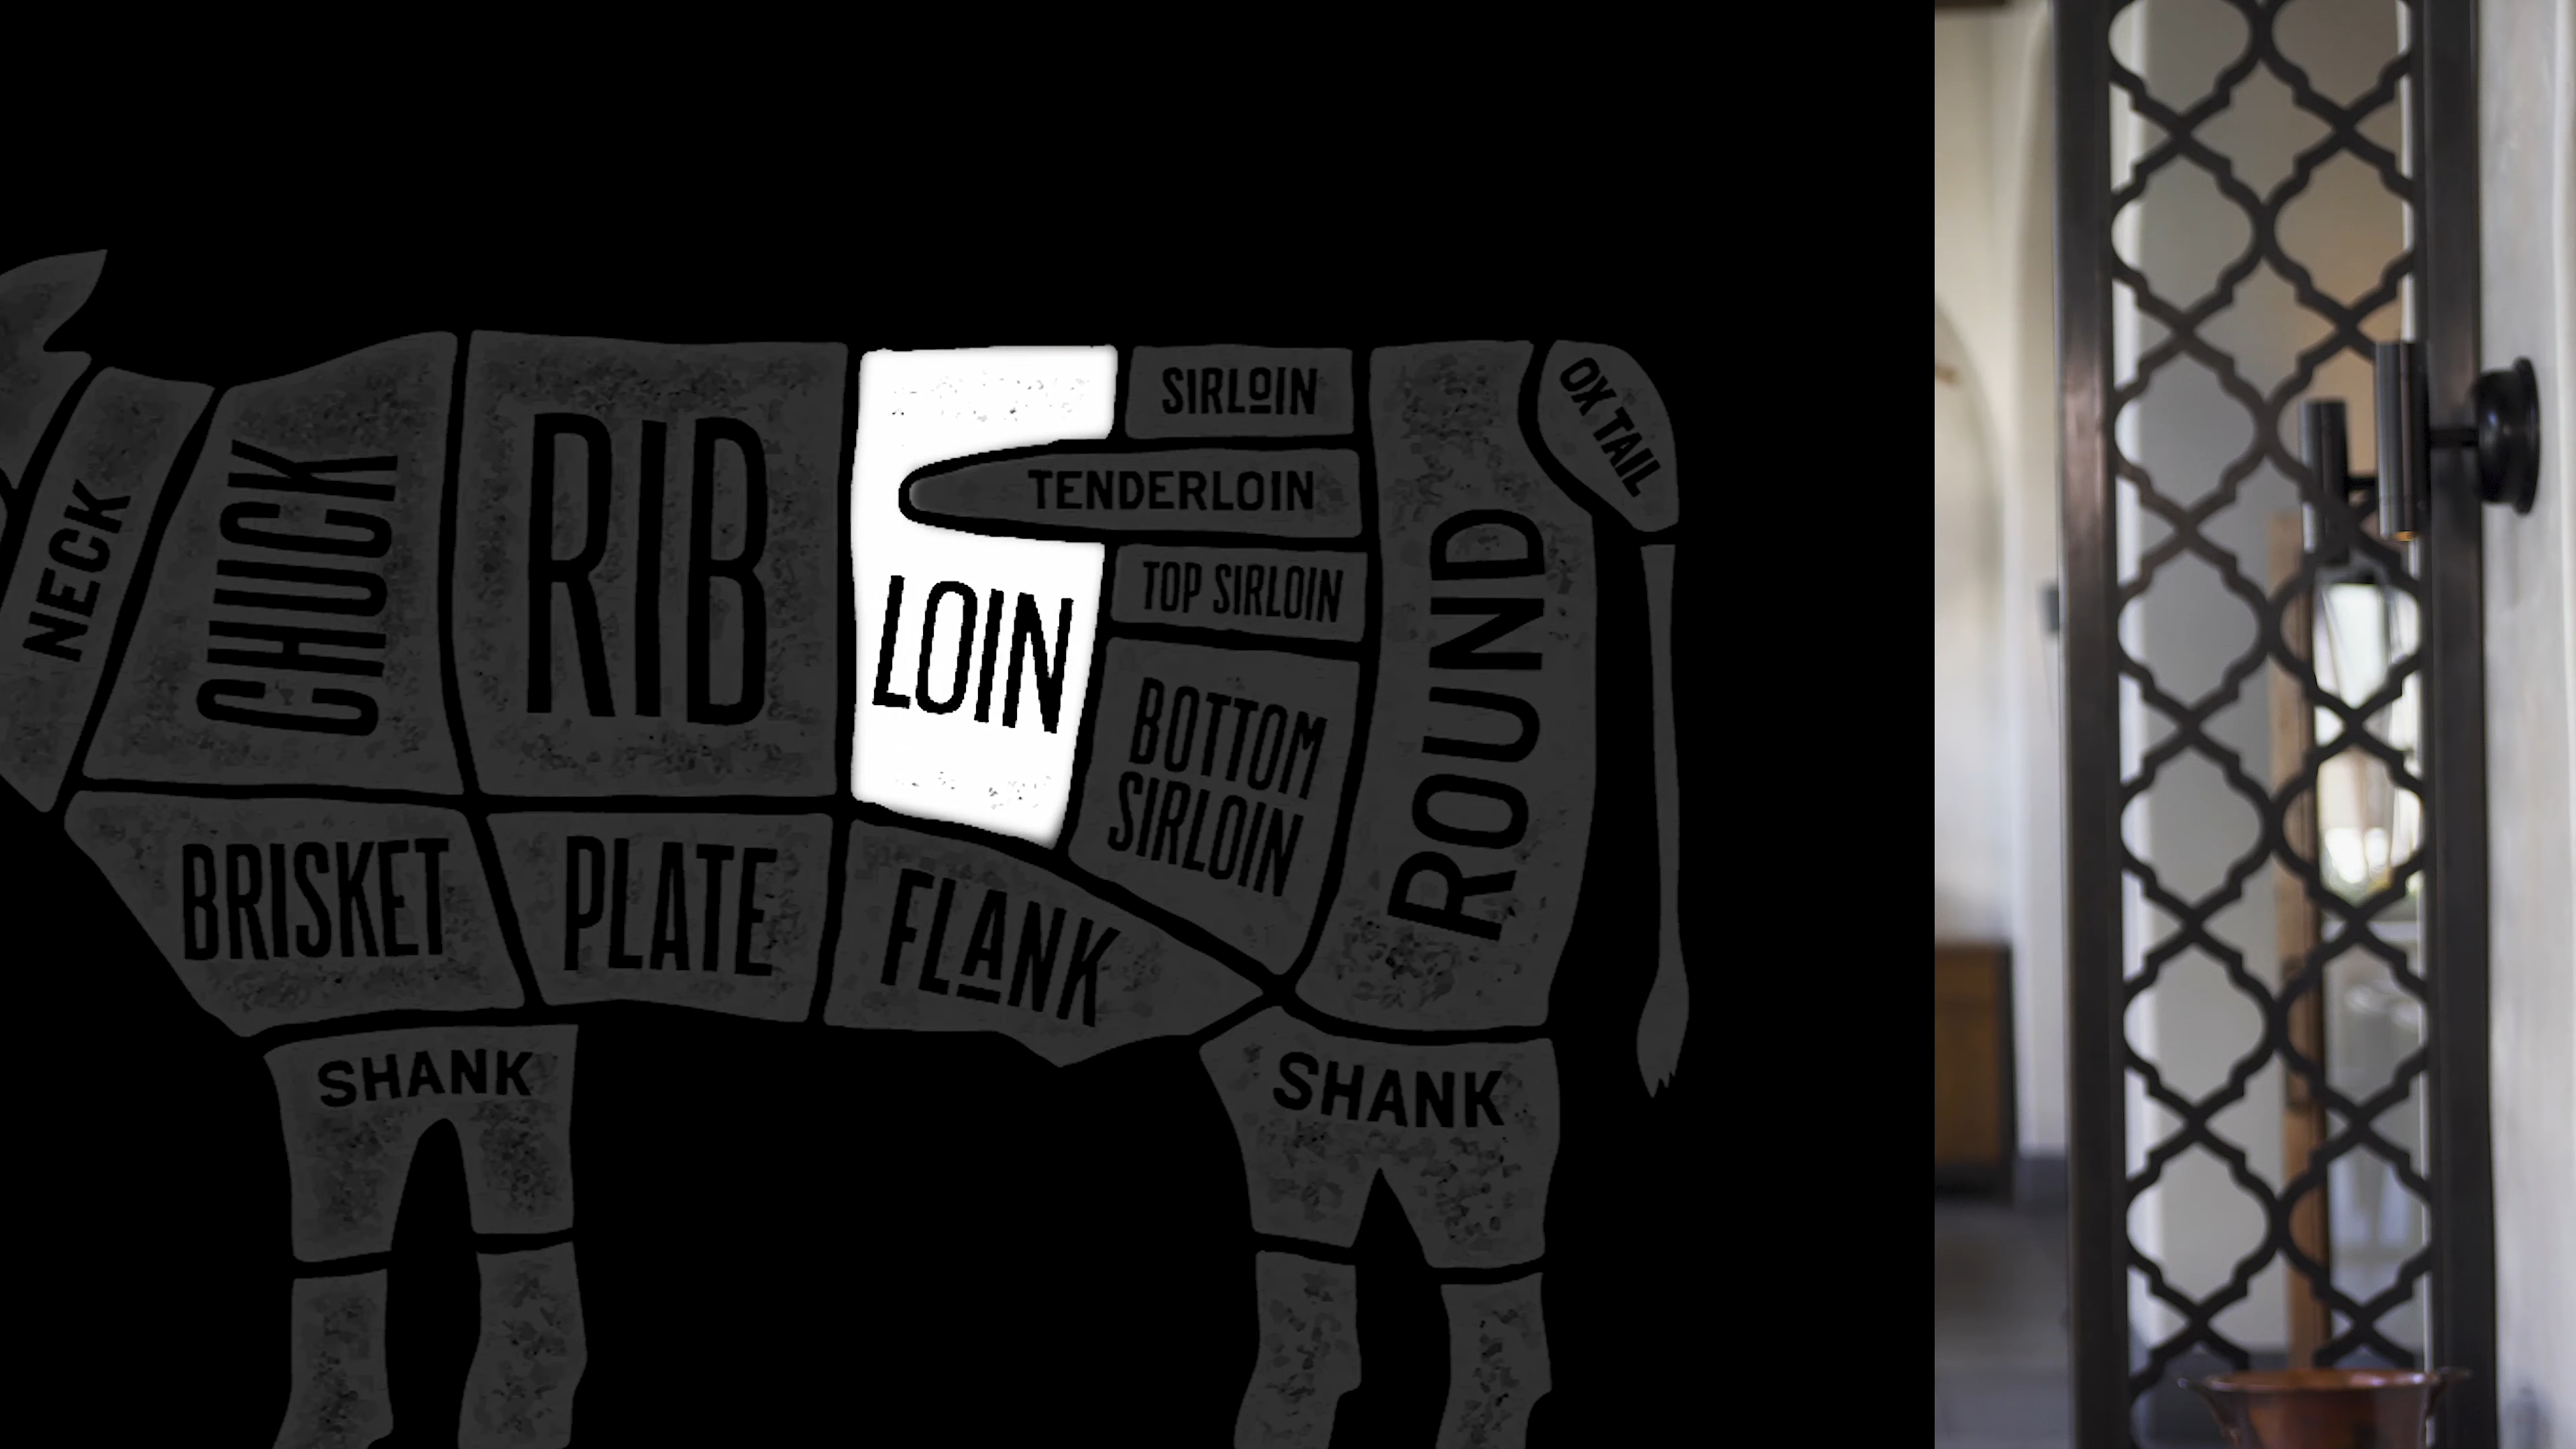 NECK
CHUCK
RIB
LOIN
SIRLOIN
TENDERLOIN
TOP SIRLOIN
BOTTOM
SIRLOIN
ROUND
OX TAIL
BRISKET
PLATE
FLANK
SHANK
SHANK